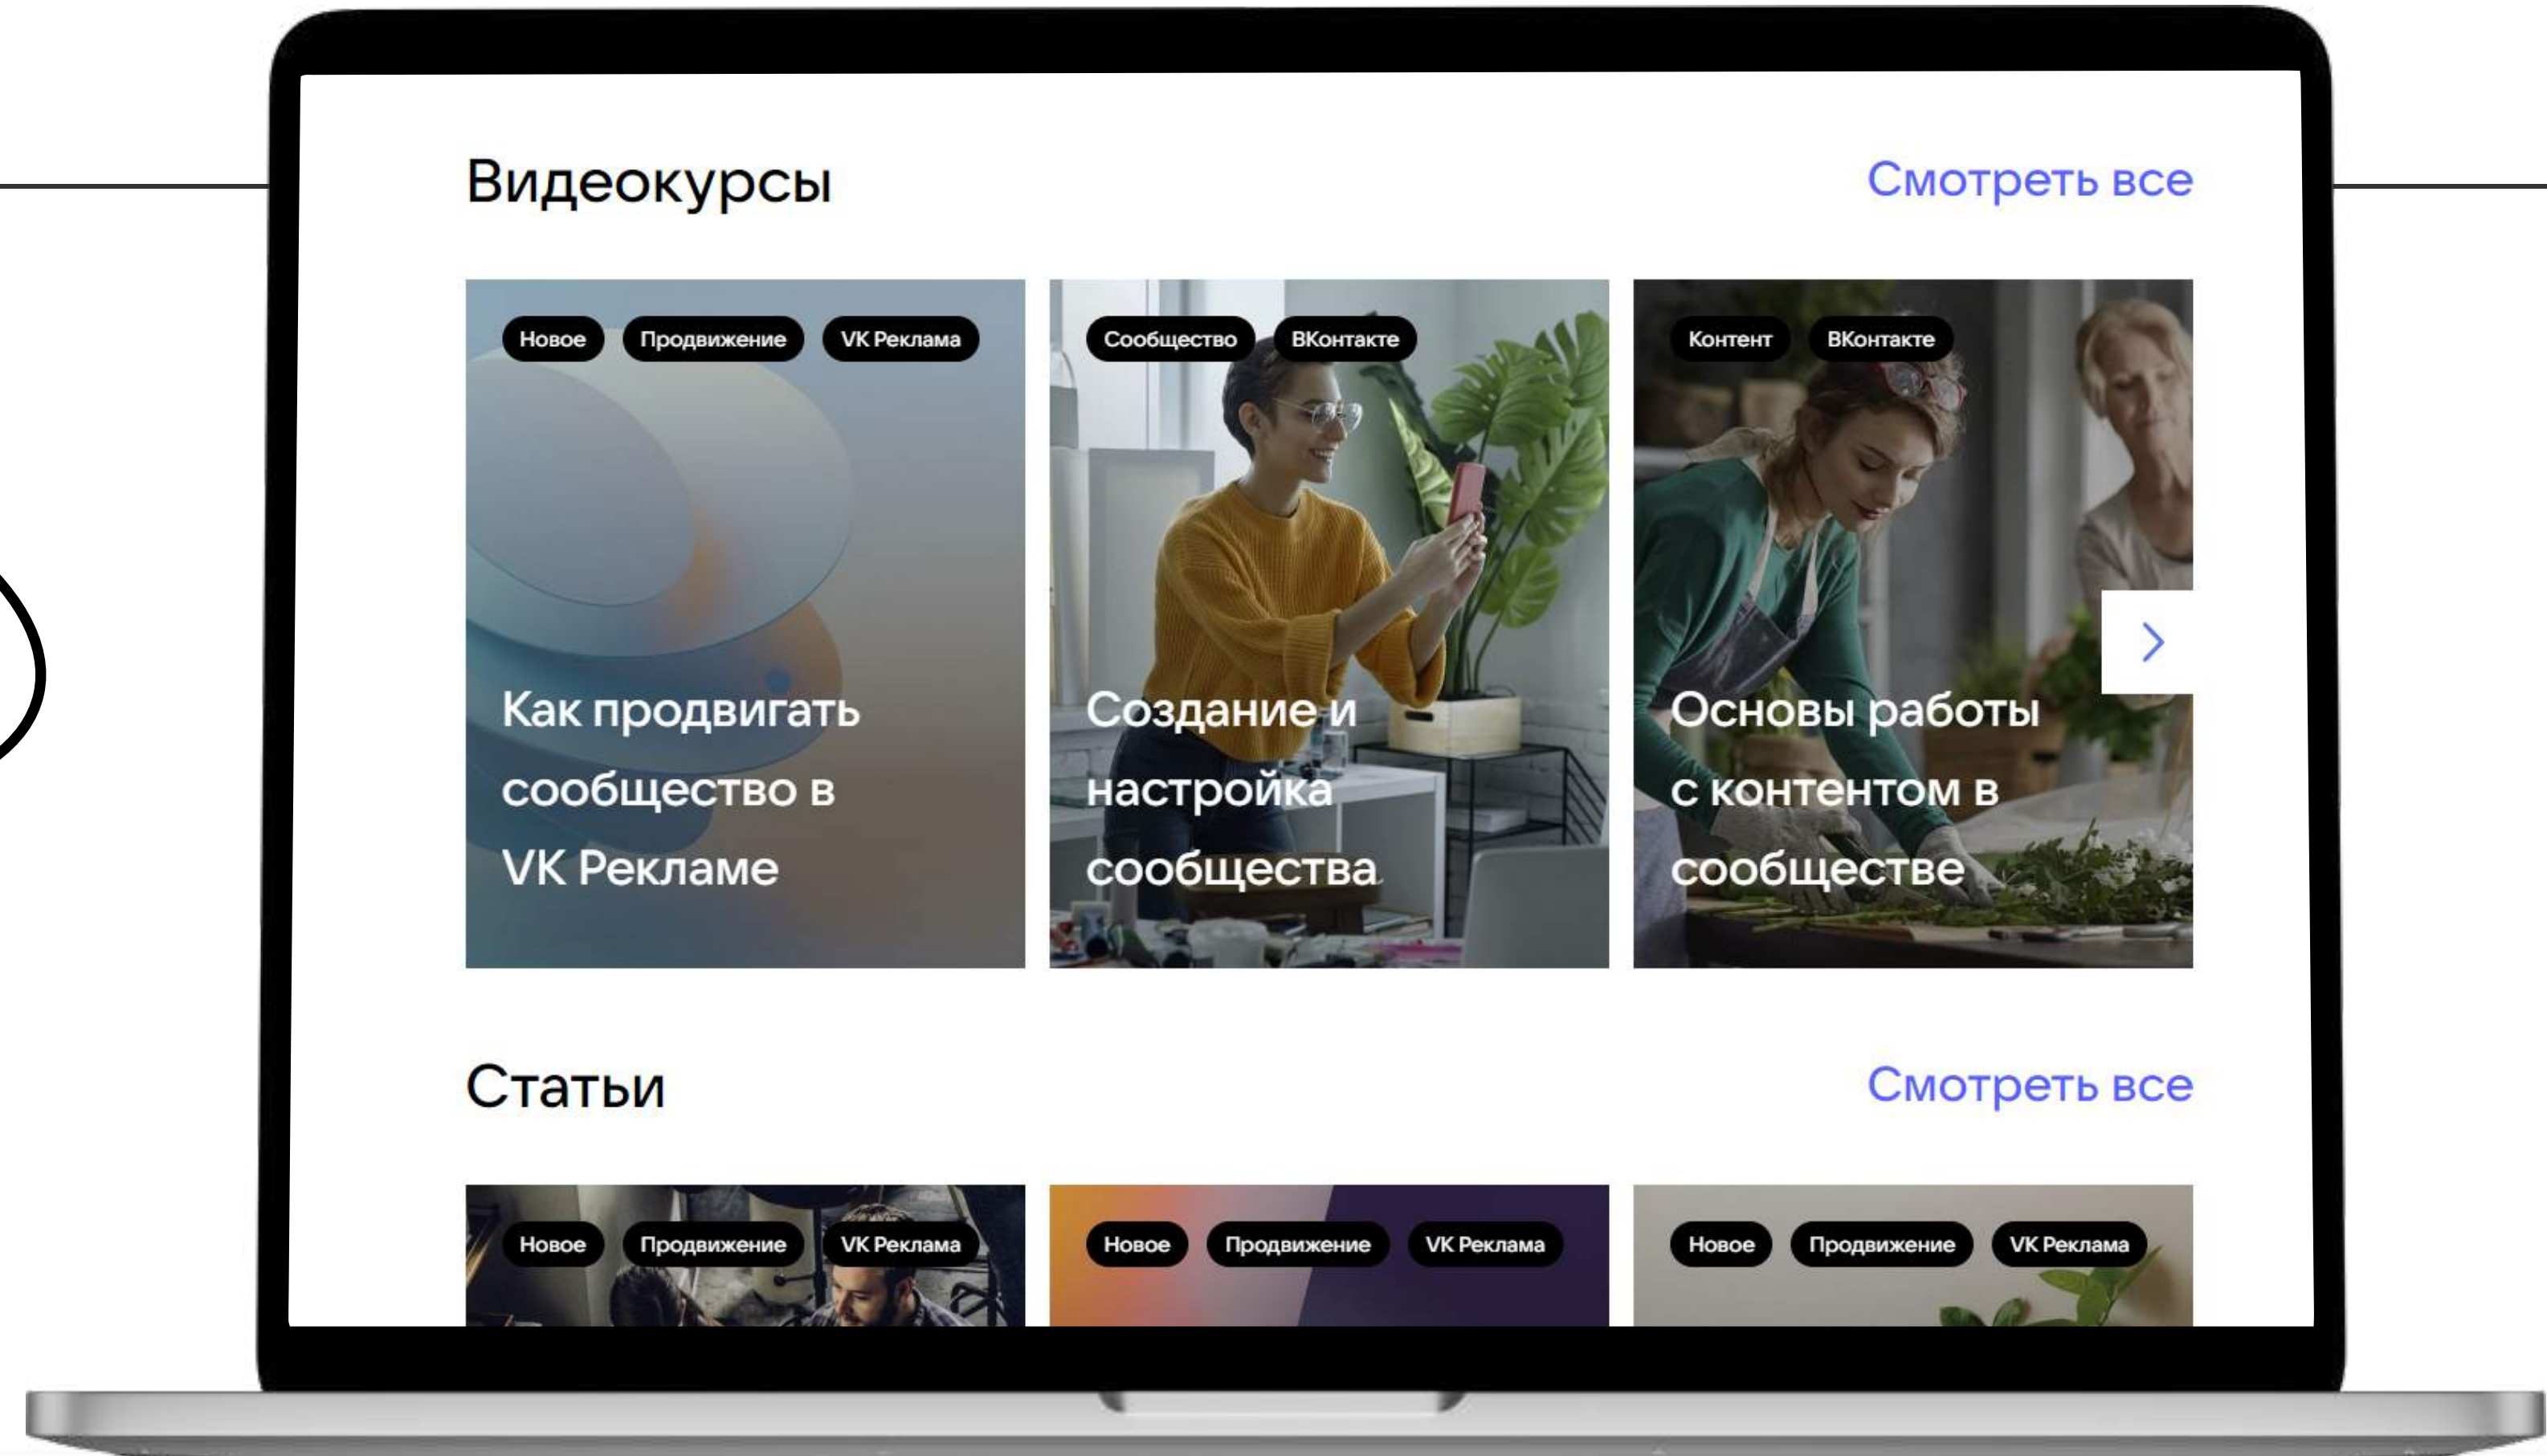 Видеокурсы
Смотреть все
Новое
Продвижение
VK Реклама
Сообщество
ВКонтакте
Контент
ВКонтакте
Как продвигать
сообщество в
VK Рекламе
Создание и
настройка
сообщества
Основы работы
с контентом в
сообществе
Статьи
Смотреть все
Новое
Продвижение
VK Реклама
Новое
Продвижение
VK Реклама
Новое
Продвижение
VK Реклама